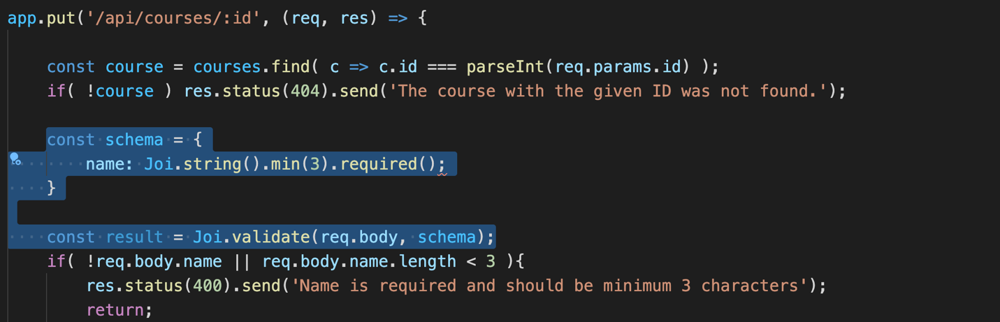 app.put('/api/courses/:id', (req, res) => {
const course = courses.find( c => c.id === parseInt(req.params.id) );
if( !course ) res.status(404).send('The course with the given ID was not found.');
const schema = {
name: Joi.string().min(3).required();
}
const result = Joi.validate(req.body, schema);
if( !req.body.name || req.body.name.length < 3 ){
res.status(400).send('Name is required and should be minimum 3 characters');
return;